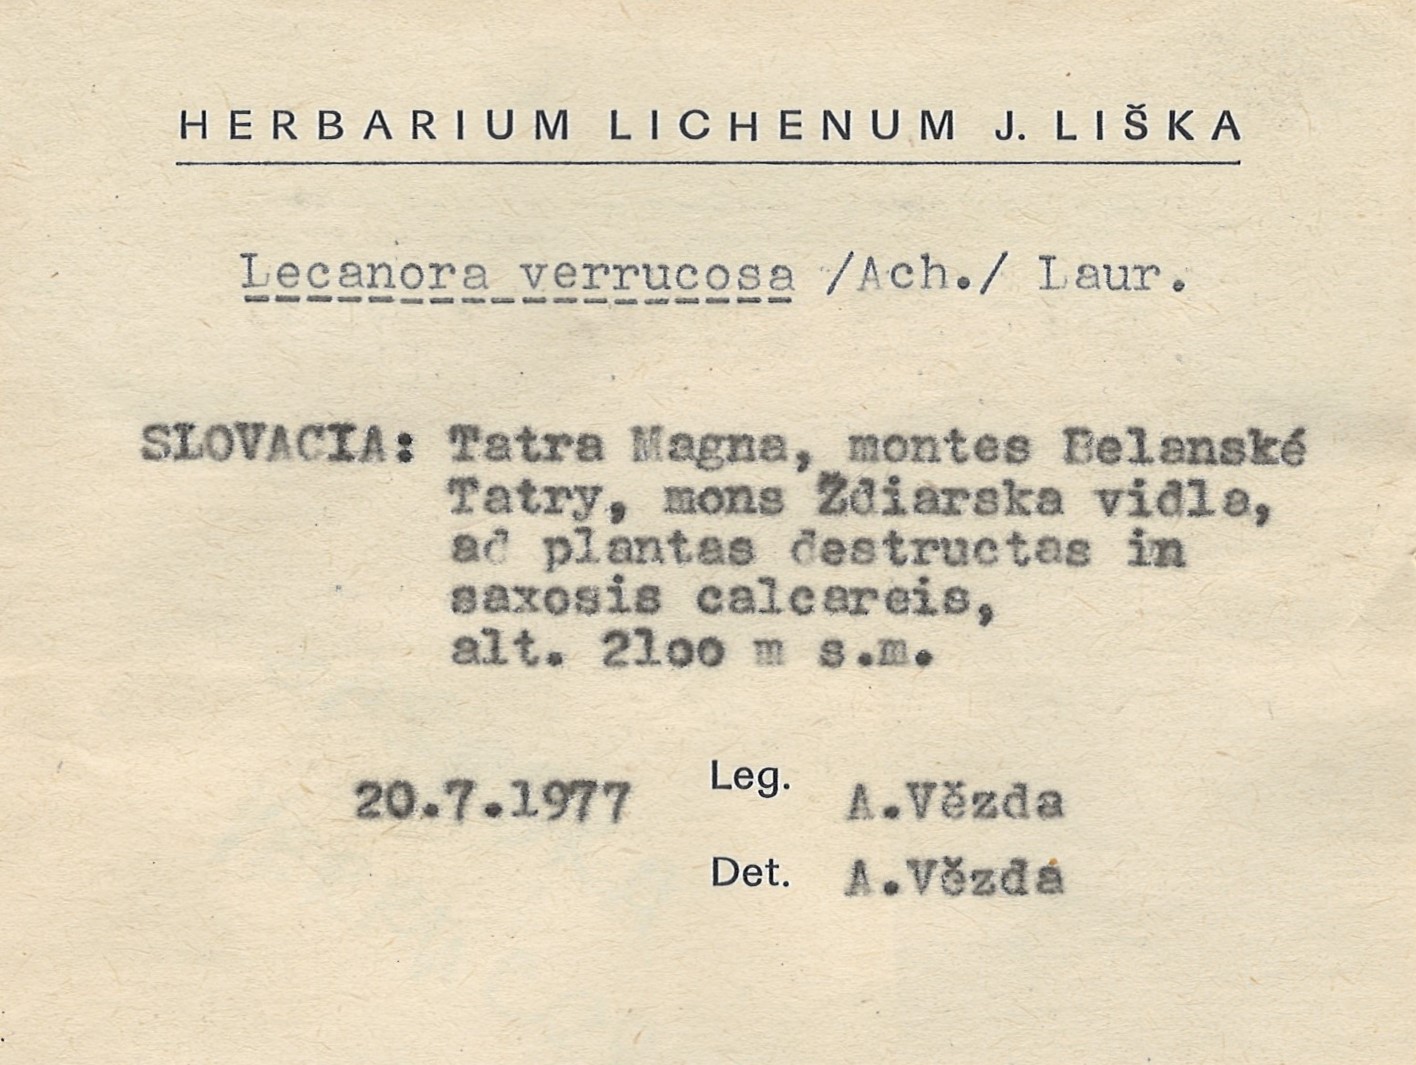 HERBARIUM LICHENUM J. LIŠKA
Lecanora verrucosa /Ach./ Laur.
SLOVACIA: Tatra Magna, montes Belanské
Tatry, mons Ždiarska vidla,
ad plantas destructas in
saxosis calcareis,
alt. 2loo m s.m.
20.7.1977 Leg. A.Vězda
Det. A.Vězda